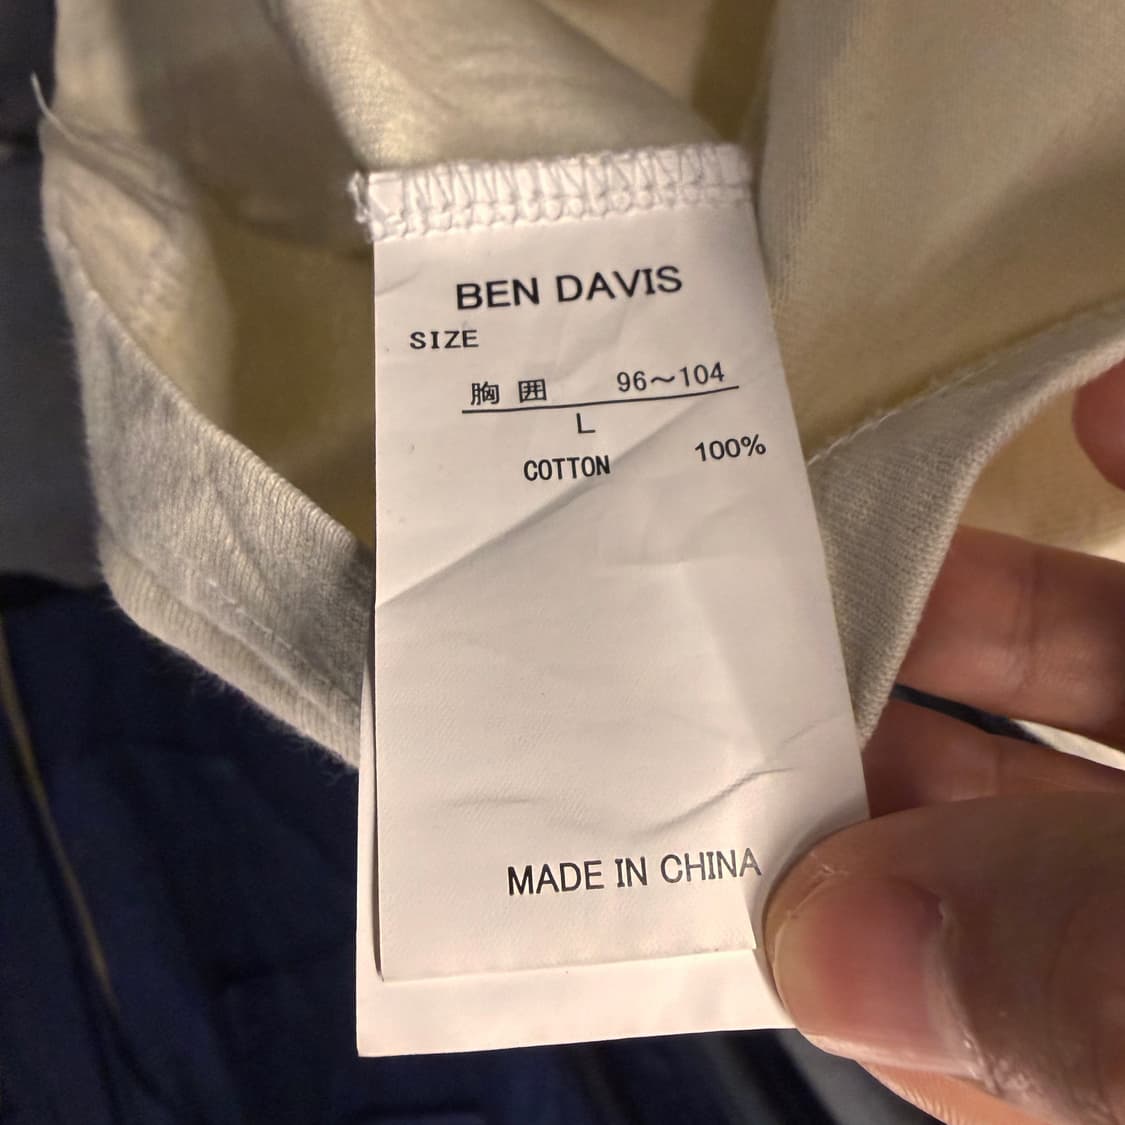 BEN DAVIS
SIZE
胸 囲 96～104
L
COTTON 100%
MADE IN CHINA